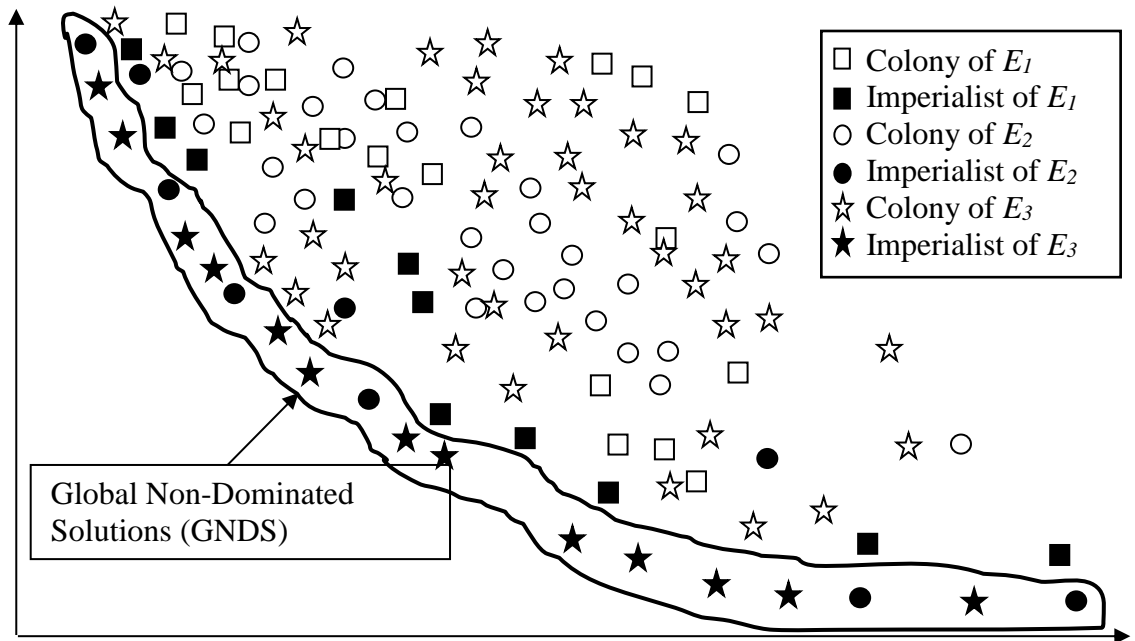 Colony of E1
Imperialist of E1
Colony of E2
Imperialist of E2
Colony of E3
Imperialist of E3
Global Non-Dominated
Solutions (GNDS)